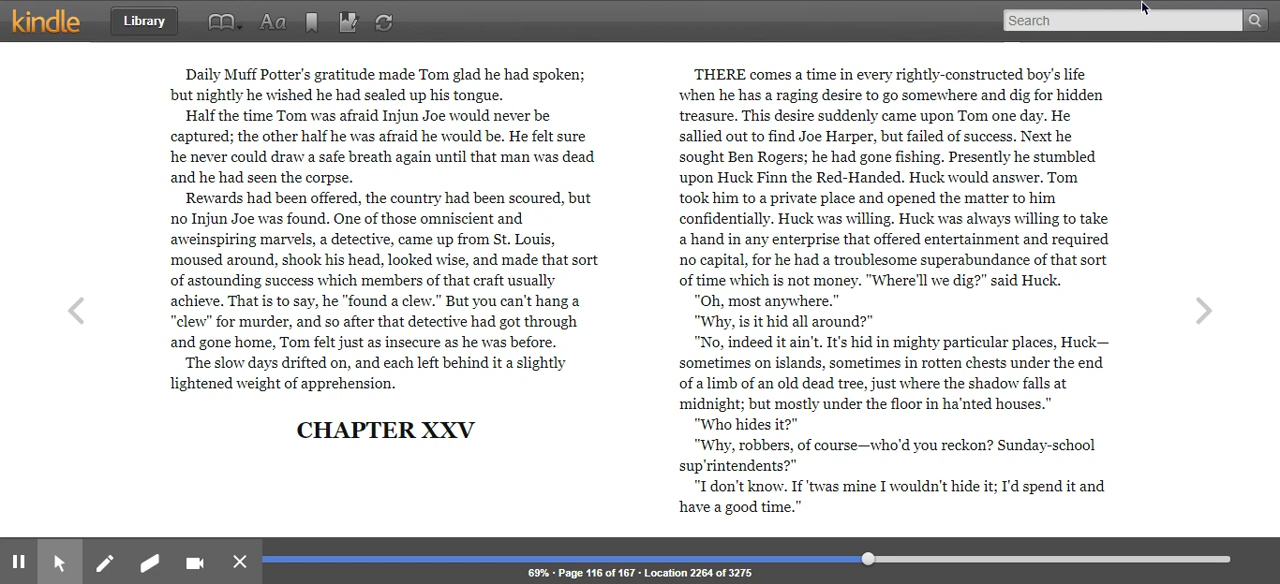 kindle
Library
Aa
Search
Daily Muff Potter's gratitude made Tom glad he had spoken;
but nightly he wished he had sealed up his tongue.
Half the time Tom was afraid Injun Joe would never be
captured; the other half he was afraid he would be. He felt sure
he never could draw a safe breath again until that man was dead
and he had seen the corpse.
Rewards had been offered, the country had been scoured, but
no Injun Joe was found. One of those omniscient and
aweinspiring marvels, a detective, came up from St. Louis,
moused around, shook his head, looked wise, and made that sort
of astounding success which members of that craft usually
achieve. That is to say, he "found a clew." But you can't hang a
"clew" for murder, and so after that detective had got through
and gone home, Tom felt just as insecure as he was before.
The slow days drifted on, and each left behind it a slightly
lightened weight of apprehension.
CHAPTER XXV
THERE comes a time in every rightly-constructed boy's life
when he has a raging desire to go somewhere and dig for hidden
treasure. This desire suddenly came upon Tom one day. He
sallied out to find Joe Harper, but failed of success. Next he
sought Ben Rogers; he had gone fishing. Presently he stumbled
upon Huck Finn the Red-Handed. Huck would answer. Tom
took him to a private place and opened the matter to him
confidentially. Huck was willing. Huck was always willing to take
a hand in any enterprise that offered entertainment and required
no capital, for he had a troublesome superabundance of that sort
of time which is not money. "Where'll we dig?" said Huck.
"Oh, most anywhere."
"Why, is it hid all around?"
"No, indeed it ain't. It's hid in mighty particular places, Huck—
sometimes on islands, sometimes in rotten chests under the end
of a limb of an old dead tree, just where the shadow falls at
midnight; but mostly under the floor in ha'nted houses."
"Who hides it?"
"Why, robbers, of course—who'd you reckon? Sunday-school
sup'rintendents?"
"I don't know. If 'twas mine I wouldn't hide it; I'd spend it and
have a good time."
69% · Page 116 of 167 · Location 2264 of 3275